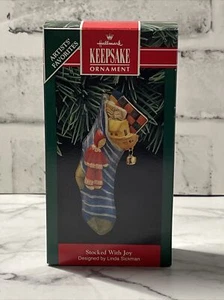 ARTISTS' FAVORITES
Hallmark
KEEPSAKE
ORNAMENT
Stocked With Joy
Designed by Linda Sickman